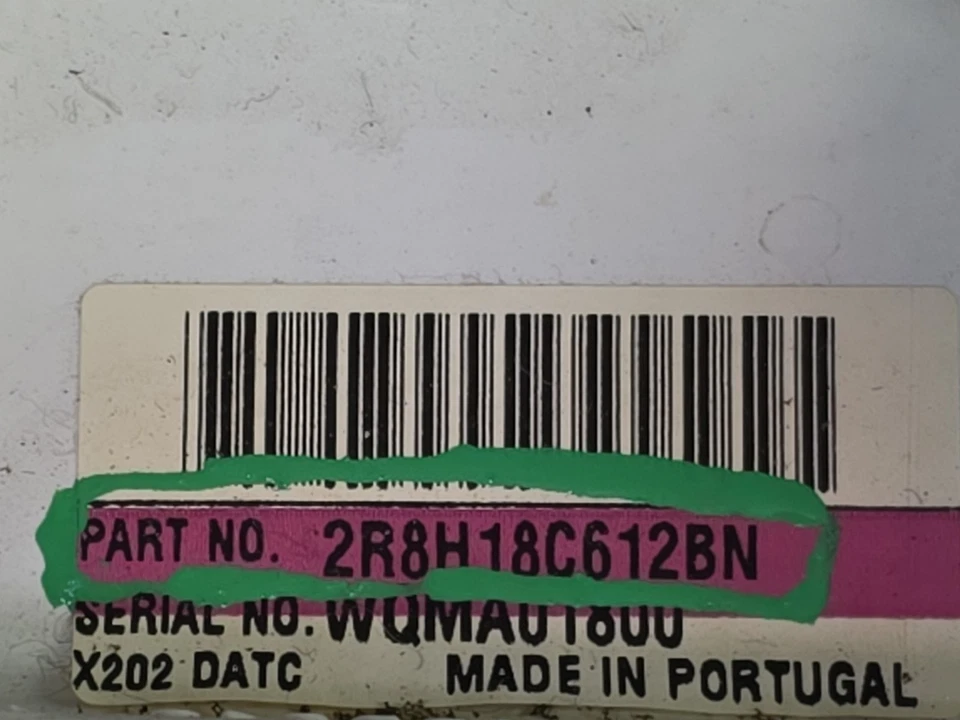 PART NO. 2R8H18C612BN
SERIAL NO. WQMA01800
X202 DATC MADE IN PORTUGAL